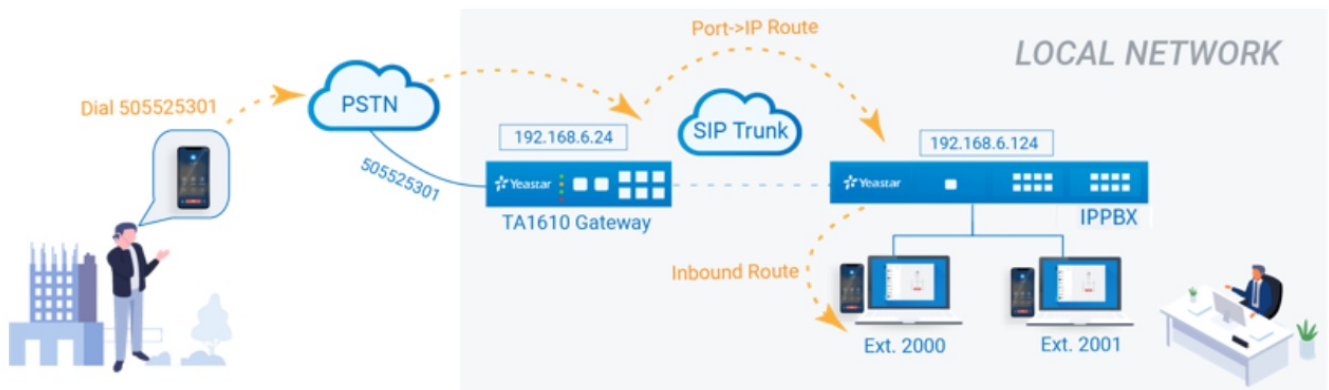 Port->IP Route
LOCAL NETWORK
Dial 505525301
PSTN
192.168.6.24
SIP Trunk
192.168.6.124
505525301
Yeastar
Yeastar
TA1610 Gateway
IPPBX
Inbound Route
Ext. 2000
Ext. 2001